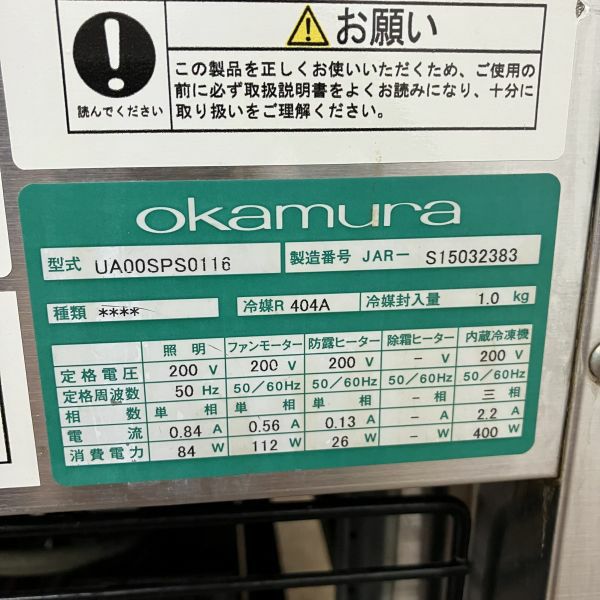 お願い
読んでください
この製品を正しくお使いいただくため、ご使用の
前に必ず取扱説明書をよくお読みになり、十分に
取り扱いをご理解ください。
okamura
型式 UA00SPS0116 製造番号 JAR- S15032383
種類 **** 冷媒R 404A 冷媒封入量 1.0 kg
照明 ファンモーター 防露ヒーター 除霜ヒーター 内蔵冷凍機
定格電圧 200 V 200 V 200 V - V 200 V
定格周波数 50 Hz 50/60Hz 50/60Hz 50/60Hz 50/60Hz
相数 単相 単相 単相 -相 三相
電流 0.84 A 0.56 A 0.13 A - A 2.2 A
消費電力 84 W 112 W 26 W - W 400 W